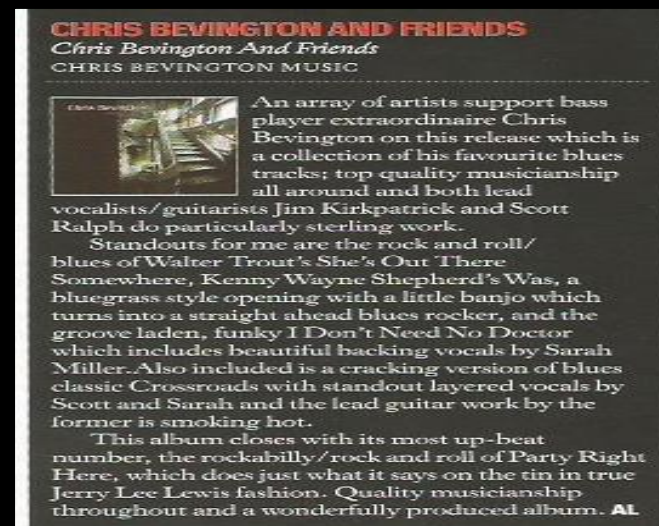 CHRIS BEVINGTON AND FRIENDS
Chris Bevington And Friends
CHRIS BEVINGTON MUSIC
Chris Bevington
An array of artists support bass
player extraordinaire Chris
Bevington on this release which is
a collection of his favourite blues
tracks; top quality musicianship
all around and both lead
vocalists/guitarists Jim Kirkpatrick and Scott
Ralph do particularly sterling work.
Standouts for me are the rock and roll/
blues of Walter Trout's She's Out There
Somewhere, Kenny Wayne Shepherd's Was, a
bluegrass style opening with a little banjo which
turns into a straight ahead blues rocker, and the
groove laden, funky I Don't Need No Doctor
which includes beautiful backing vocals by Sarah
Miller. Also included is a cracking version of blues
classic Crossroads with standout layered vocals by
Scott and Sarah and the lead guitar work by the
former is smoking hot.
This album closes with its most up-beat
number, the rockabilly/rock and roll of Party Right
Here, which does just what it says on the tin in true
Jerry Lee Lewis fashion. Quality musicianship
throughout and a wonderfully produced album. AL